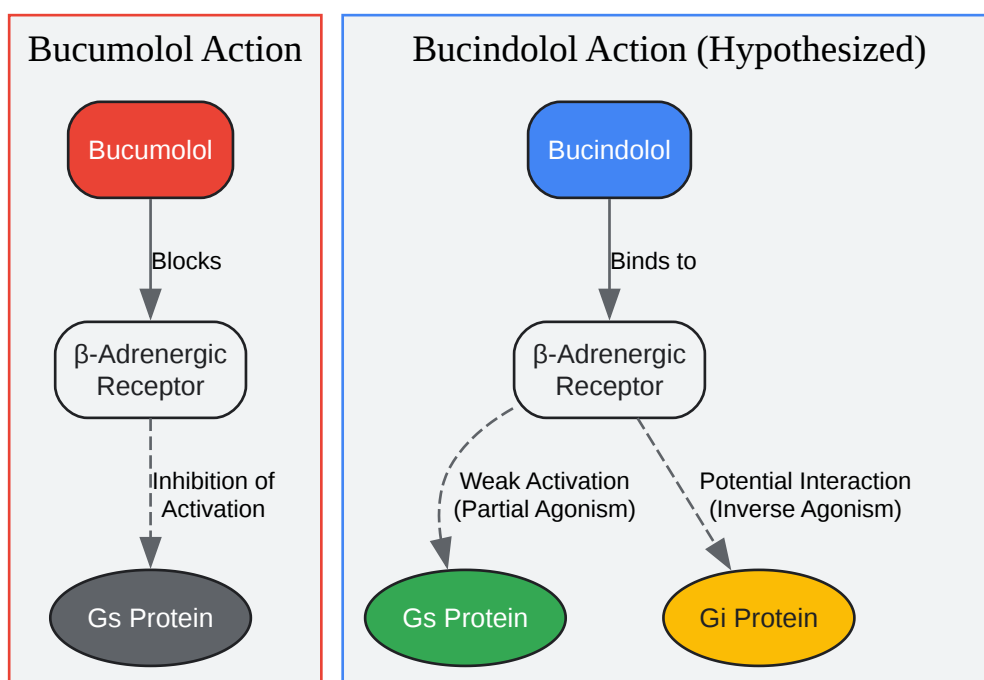 Bucumolol Action
Bucumolol
Blocks
β-Adrenergic
Receptor
Inhibition of
Activation
Gs Protein
Bucindolol Action (Hypothesized)
Bucindolol
Binds to
β-Adrenergic
Receptor
Weak Activation
(Partial Agonism)
Potential Interaction
(Inverse Agonism)
Gs Protein
Gi Protein